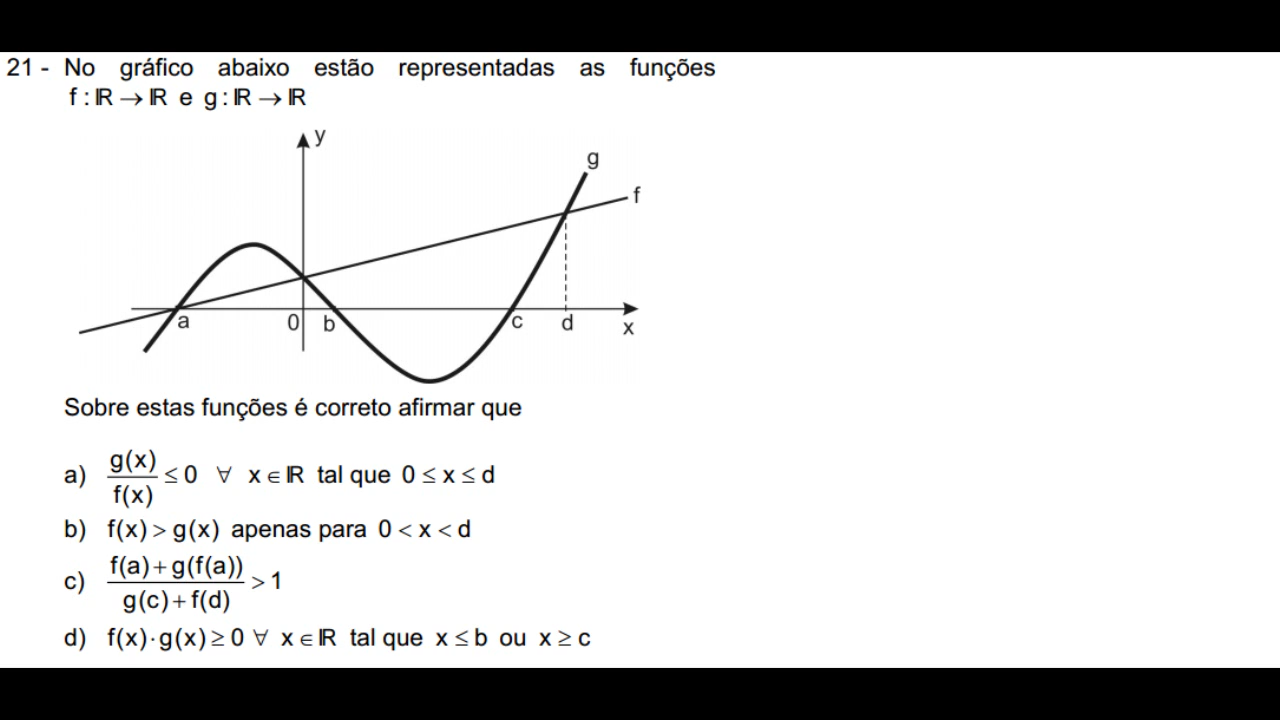 21 - No gráfico abaixo estão representadas as funções
f : ℝ → ℝ e g : ℝ → ℝ
y
g
f
a 0 b c d x
Sobre estas funções é correto afirmar que
a) g(x)/f(x) ≤ 0 ∀ x ∈ ℝ tal que 0 ≤ x ≤ d
b) f(x) > g(x) apenas para 0 < x < d
c) (f(a) + g(f(a)))/(g(c) + f(d)) > 1
d) f(x) · g(x) ≥ 0 ∀ x ∈ ℝ tal que x ≤ b ou x ≥ c